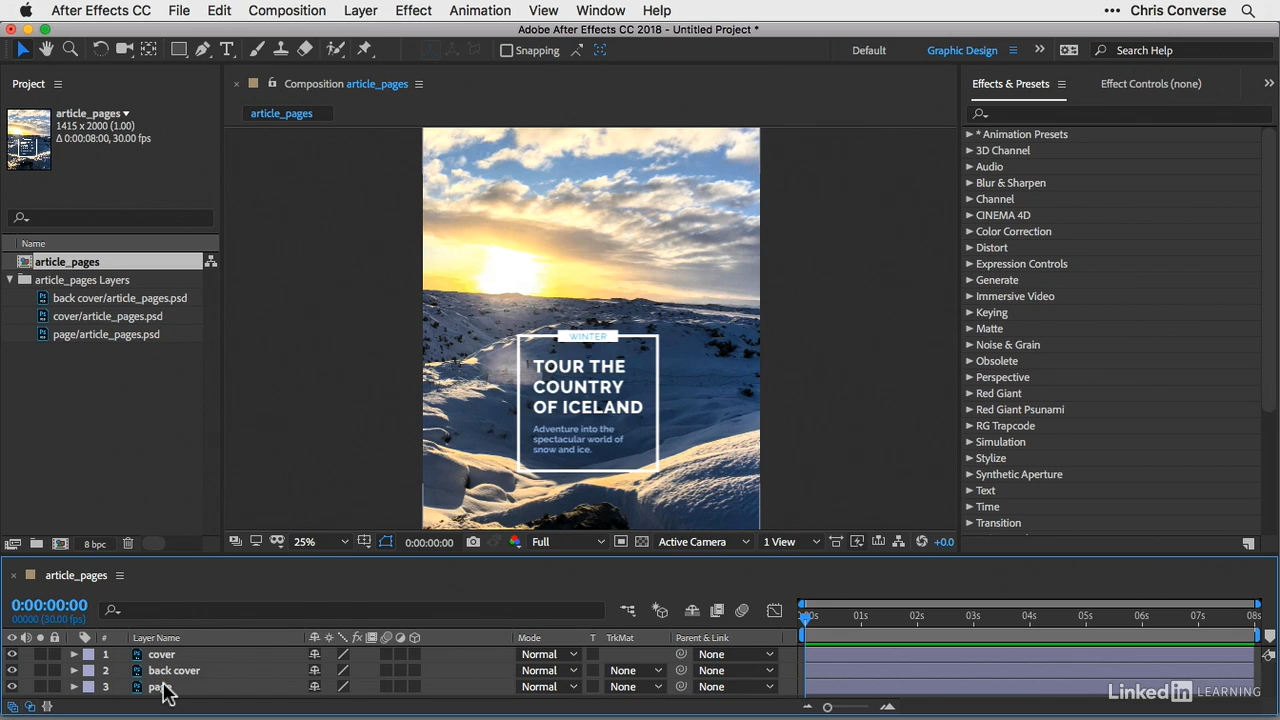 After Effects CC File Edit Composition Layer Effect Animation View Window Help Chris Converse
Adobe After Effects CC 2018 - Untitled Project *
Snapping Default Graphic Design Search Help
Project
article_pages
1415 x 2000 (1.00)
Δ 0:00:08:00, 30.00 fps
Name
article_pages
article_pages Layers
back cover/article_pages.psd
cover/article_pages.psd
page/article_pages.psd
8 bpc
Composition article_pages
article_pages
WINTER
TOUR THE
COUNTRY
OF ICELAND
Adventure into the
spectacular world of
snow and ice.
25% 0:00:00:00 Full Active Camera 1 View +0.0
Effects & Presets Effect Controls (none)
* Animation Presets
3D Channel
Audio
Blur & Sharpen
Channel
CINEMA 4D
Color Correction
Distort
Expression Controls
Generate
Immersive Video
Keying
Matte
Noise & Grain
Obsolete
Perspective
Red Giant
Red Giant Psunami
RG Trapcode
Simulation
Stylize
Synthetic Aperture
Text
Time
Transition
article_pages
0:00:00:00
00000 (30.00 fps)
01s 02s 03s 04s 05s 06s 07s 08s
# Layer Name Mode T TrkMat Parent & Link
1 cover Normal None
2 back cover Normal None None
3 Normal None None
Linked in LEARNING